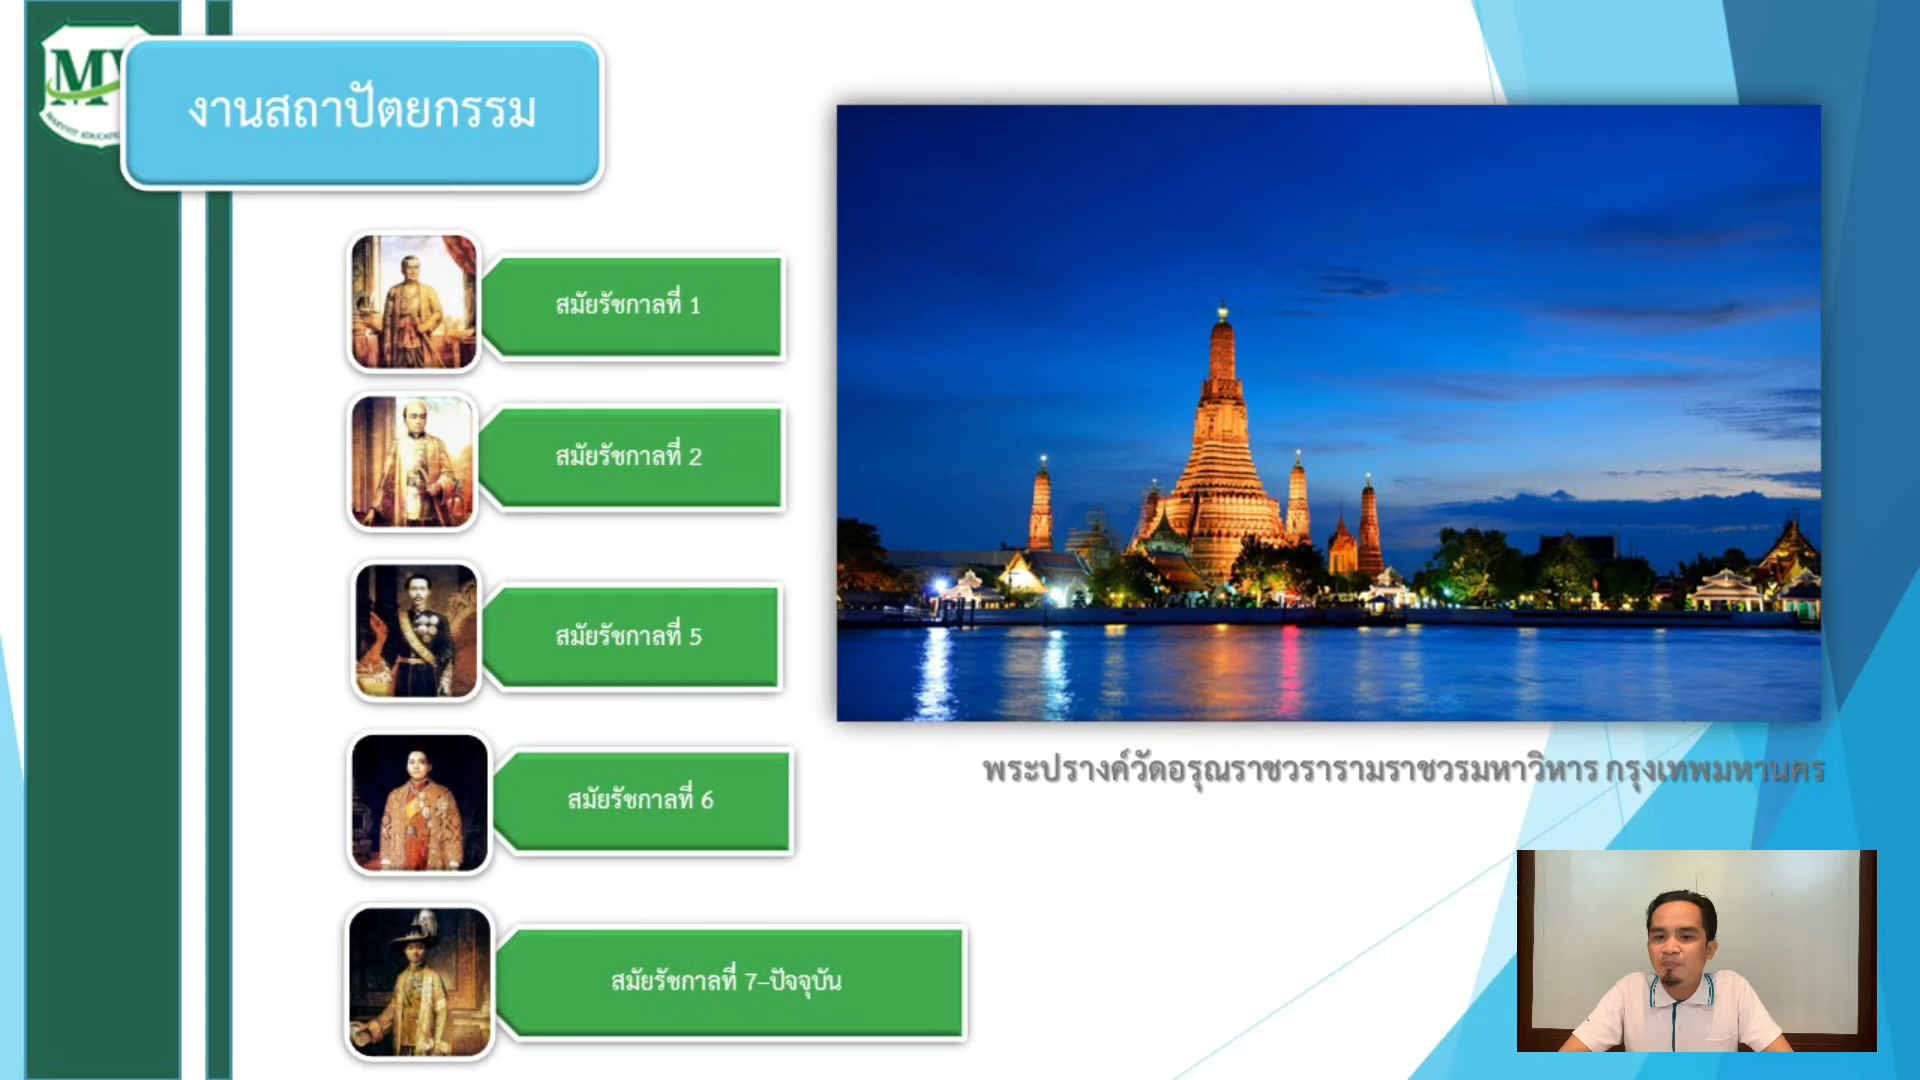 งานสถาปัตยกรรม
สมัยรัชกาลที่ 1
สมัยรัชกาลที่ 2
สมัยรัชกาลที่ 5
สมัยรัชกาลที่ 6
สมัยรัชกาลที่ 7–ปัจจุบัน
พระปรางค์วัดอรุณราชวรารามราชวรมหาวิหาร กรุงเทพมหานคร